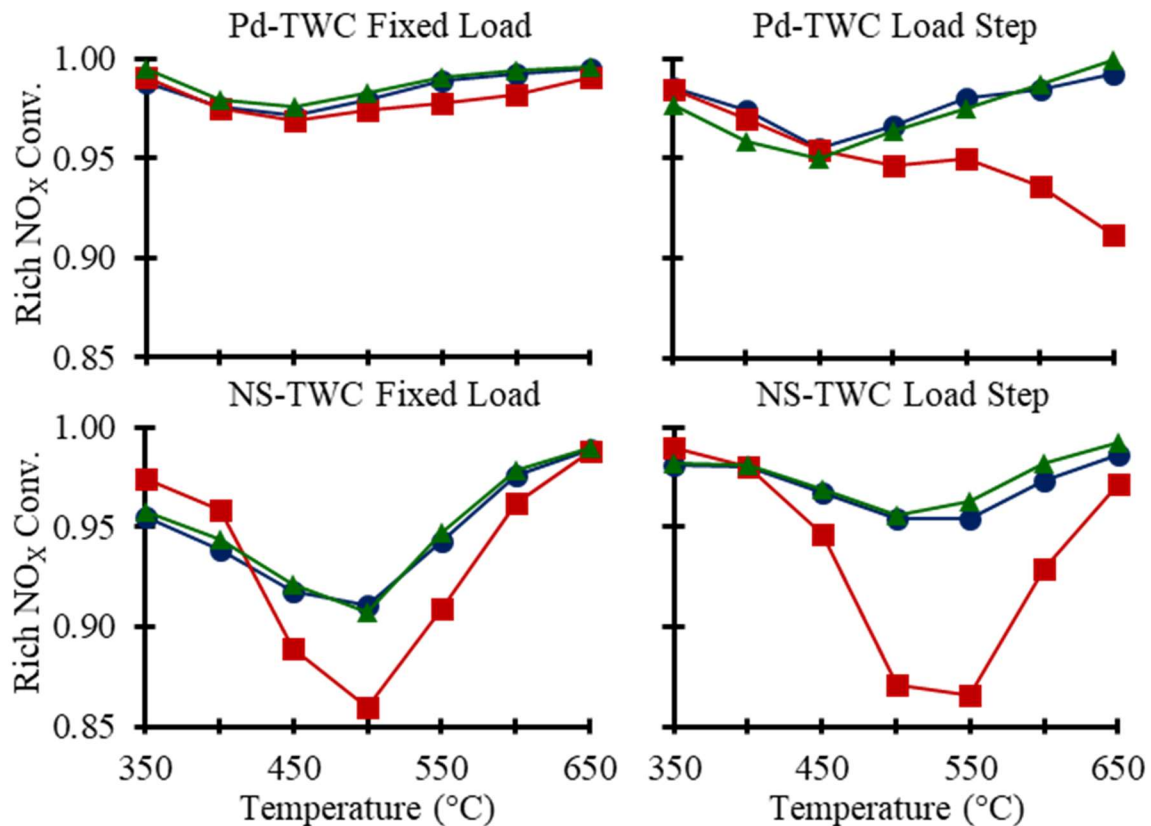 Pd-TWC Fixed Load
Pd-TWC Load Step
Rich NOX Conv.
1.00
0.95
0.90
0.85
NS-TWC Fixed Load
NS-TWC Load Step
Rich NOX Conv.
1.00
0.95
0.90
0.85
350 450 550 650
350 450 550 650
Temperature (°C)
Temperature (°C)